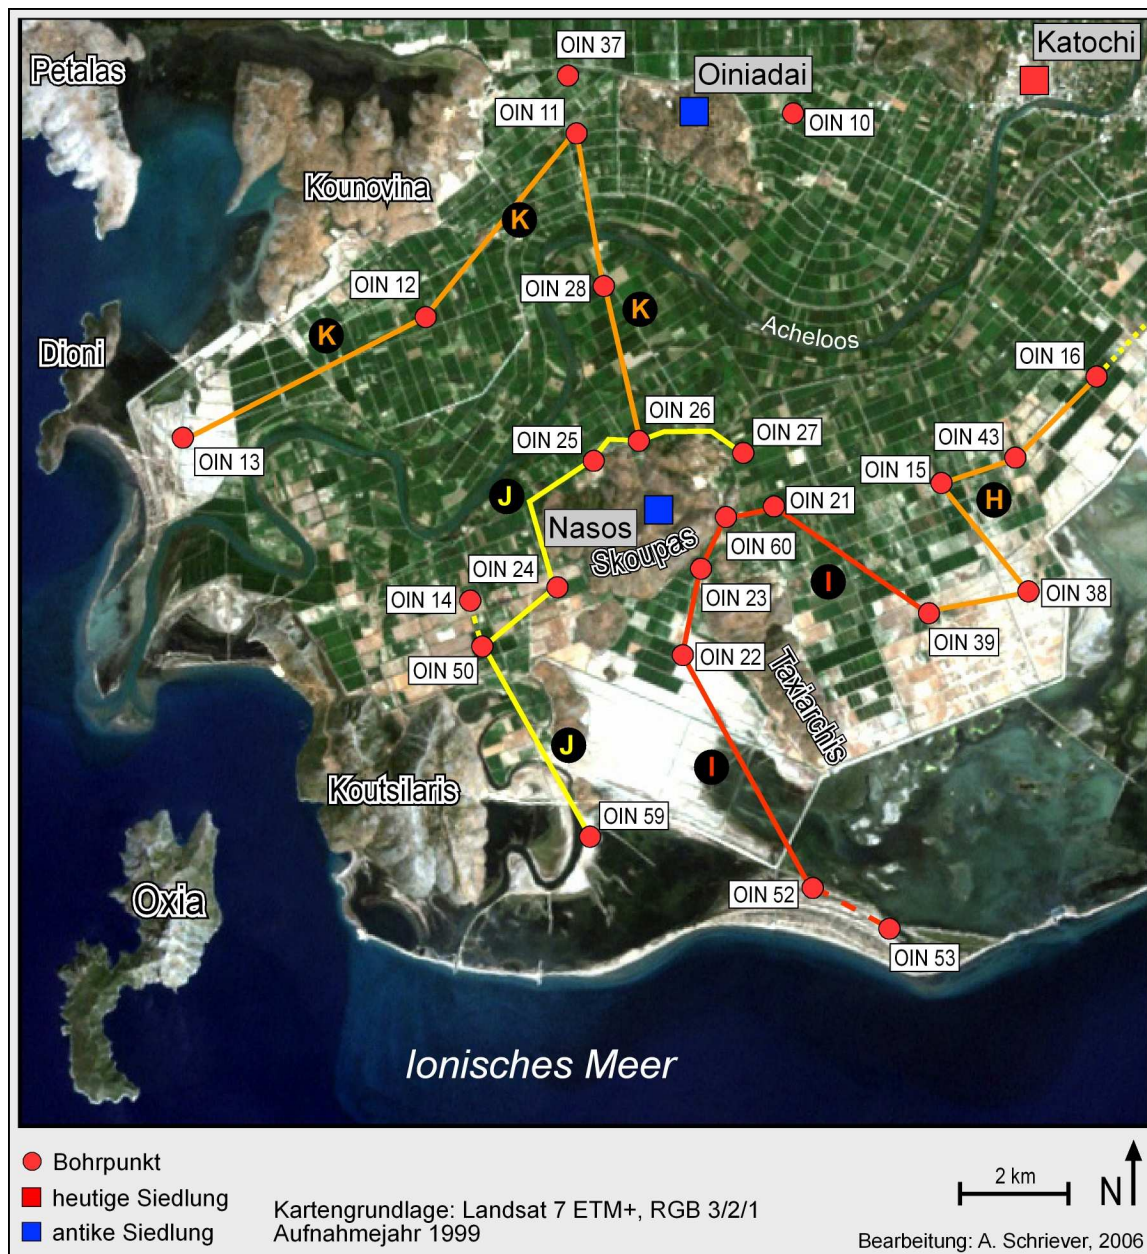 OIN 37
Katochi
Oiniadai
Petalas
OIN 11
OIN 10
Kounovina
K
OIN 12
OIN 28
K
K
Acheloos
Dioni
OIN 16
OIN 26
OIN 25
OIN 27
OIN 43
OIN 13
OIN 15
J
OIN 21
H
Nasos
Skoupas
OIN 60
OIN 24
I
OIN 14
OIN 23
OIN 38
OIN 39
OIN 50
OIN 22
Taxiarchis
J
I
Koutsilaris
OIN 59
OIN 52
Oxia
OIN 53
Ionisches Meer
Bohrpunkt
heutige Siedlung
antike Siedlung
Kartengrundlage: Landsat 7 ETM+, RGB 3/2/1
Aufnahmejahr 1999
2 km
N
Bearbeitung: A. Schriever, 2006